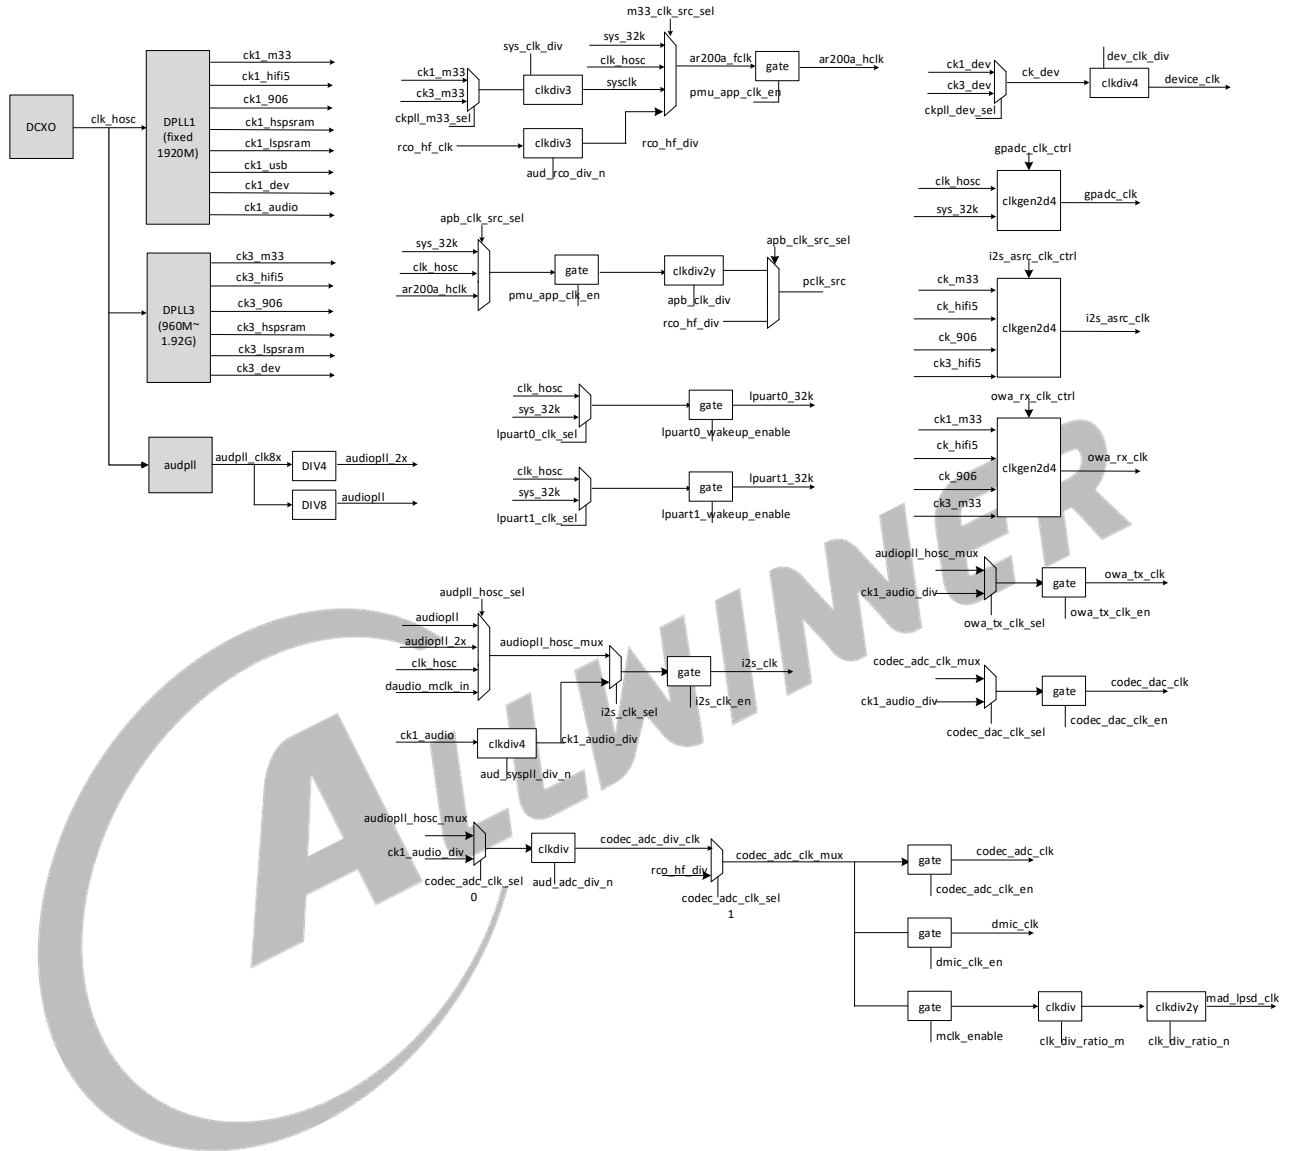 DCXO
clk_hosc
DPLL1
(fixed
1920M)
ck1_m33
ck1_hifi5
ck1_906
ck1_hspsram
ck1_lspsram
ck1_usb
ck1_dev
ck1_audio
DPLL3
(960M~
1.92G)
ck3_m33
ck3_hifi5
ck3_906
ck3_hspsram
ck3_lspsram
ck3_dev
audpll
audpll_clk8x
DIV4
audiopll_2x
DIV8
audiopll
m33_clk_src_sel
sys_clk_div
sys_32k
clk_hosc
sysclk
ck1_m33
ck3_m33
ckpll_m33_sel
clkdiv3
ar200a_fclk
gate
ar200a_hclk
pmu_app_clk_en
rco_hf_clk
clkdiv3
rco_hf_div
aud_rco_div_n
apb_clk_src_sel
sys_32k
clk_hosc
ar200a_hclk
gate
pmu_app_clk_en
clkdiv2y
apb_clk_div
apb_clk_src_sel
rco_hf_div
pclk_src
clk_hosc
sys_32k
lpuart0_clk_sel
gate
lpuart0_32k
lpuart0_wakeup_enable
clk_hosc
sys_32k
lpuart1_clk_sel
gate
lpuart1_32k
lpuart1_wakeup_enable
dev_clk_div
ck1_dev
ck3_dev
ckpll_dev_sel
ck_dev
clkdiv4
device_clk
gpadc_clk_ctrl
clk_hosc
sys_32k
clkgen2d4
gpadc_clk
i2s_asrc_clk_ctrl
ck_m33
ck_hifi5
ck_906
ck3_hifi5
clkgen2d4
i2s_asrc_clk
owa_rx_clk_ctrl
ck1_m33
ck_hifi5
ck_906
ck3_m33
clkgen2d4
owa_rx_clk
audiopll_hosc_mux
ck1_audio_div
owa_tx_clk_sel
gate
owa_tx_clk
owa_tx_clk_en
codec_adc_clk_mux
ck1_audio_div
codec_dac_clk_sel
gate
codec_dac_clk
codec_dac_clk_en
audpll_hosc_sel
audiopll
audiopll_2x
clk_hosc
daudio_mclk_in
audiopll_hosc_mux
i2s_clk_sel
gate
i2s_clk
i2s_clk_en
ck1_audio
clkdiv4
ck1_audio_div
aud_syspll_div_n
audiopll_hosc_mux
ck1_audio_div
codec_adc_clk_sel
0
clkdiv
aud_adc_div_n
codec_adc_div_clk
rco_hf_div
codec_adc_clk_sel
1
codec_adc_clk_mux
gate
codec_adc_clk
codec_adc_clk_en
gate
dmic_clk
dmic_clk_en
gate
mclk_enable
clkdiv
clk_div_ratio_m
clkdiv2y
clk_div_ratio_n
mad_lpsd_clk
ALLWINNER